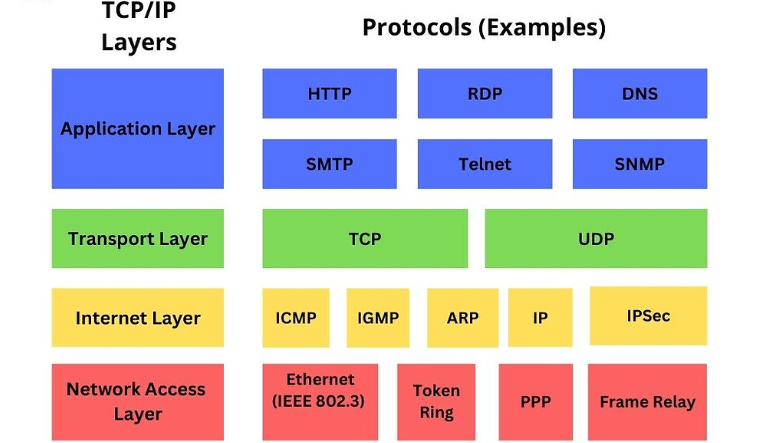 TCP/IP
Layers
Protocols (Examples)
Application Layer
HTTP
RDP
DNS
SMTP
Telnet
SNMP
Transport Layer
TCP
UDP
Internet Layer
ICMP
IGMP
ARP
IP
IPSec
Network Access
Layer
Ethernet
(IEEE 802.3)
Token
Ring
PPP
Frame Relay